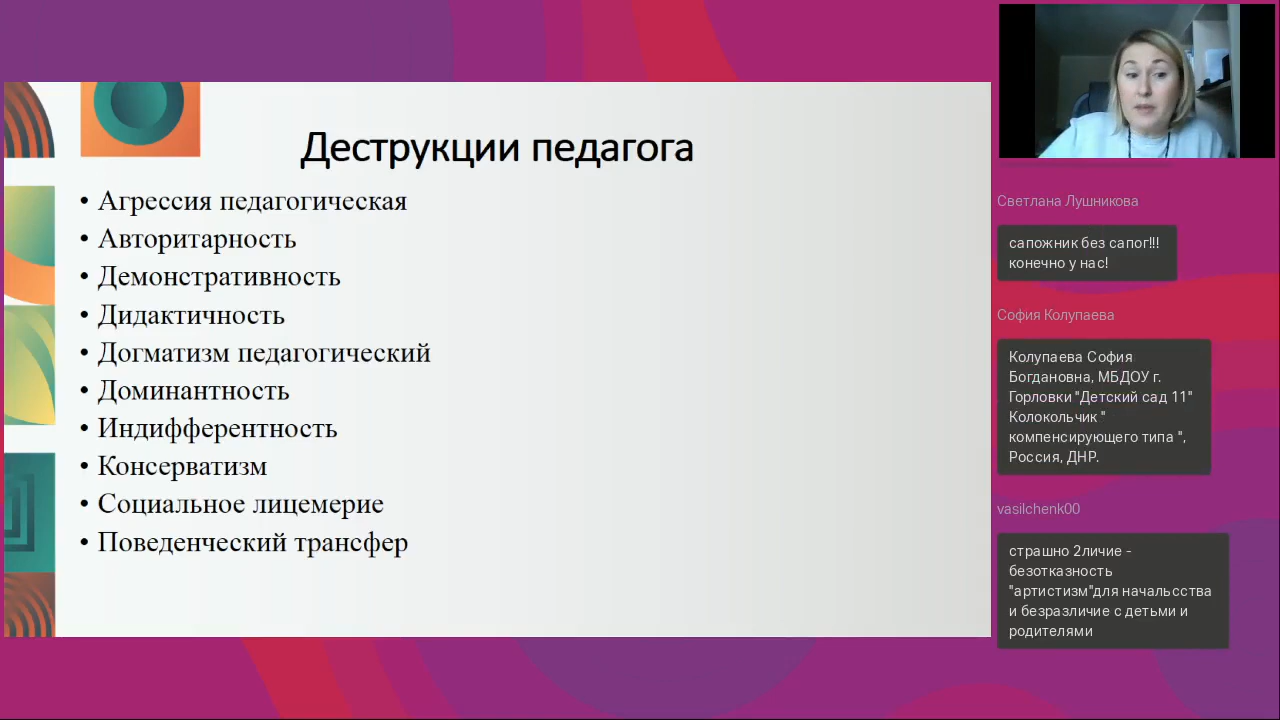 Деструкции педагога
• Агрессия педагогическая
• Авторитарность
• Демонстративность
• Дидактичность
• Догматизм педагогический
• Доминантность
• Индифферентность
• Консерватизм
• Социальное лицемерие
• Поведенческий трансфер
Светлана Лушникова
сапожник без сапог!!!
конечно у нас!
София Колупаева
Колупаева София
Богдановна, МБДОУ г.
Горловки "Детский сад 11"
Колокольчик "
компенсирующего типа ",
Россия, ДНР.
vasilchenk00
страшно 2личие -
безотказность
"артистизм"для начальсства
и безразличие с детьми и
родителями